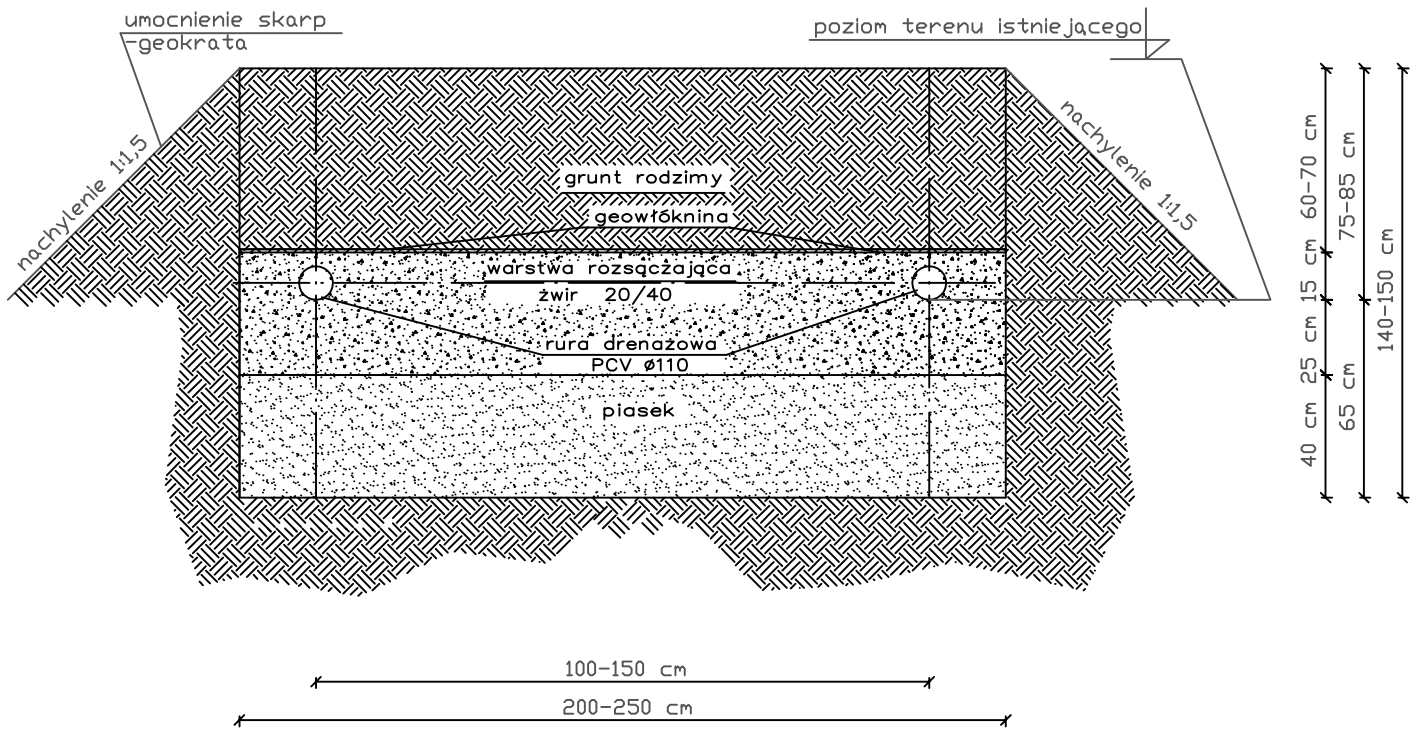 umocnienie skarp
-geokrata
poziom terenu istniejącego
nachylenie 1:1,5
nachylenie 1:1,5
grunt rodzimy
geowłóknina
warstwa rozsączająca
żwir 20/40
rura drenażowa
PCV ø110
piasek
60-70 cm
15 cm
25 cm
40 cm
75-85 cm
65 cm
140-150 cm
100-150 cm
200-250 cm